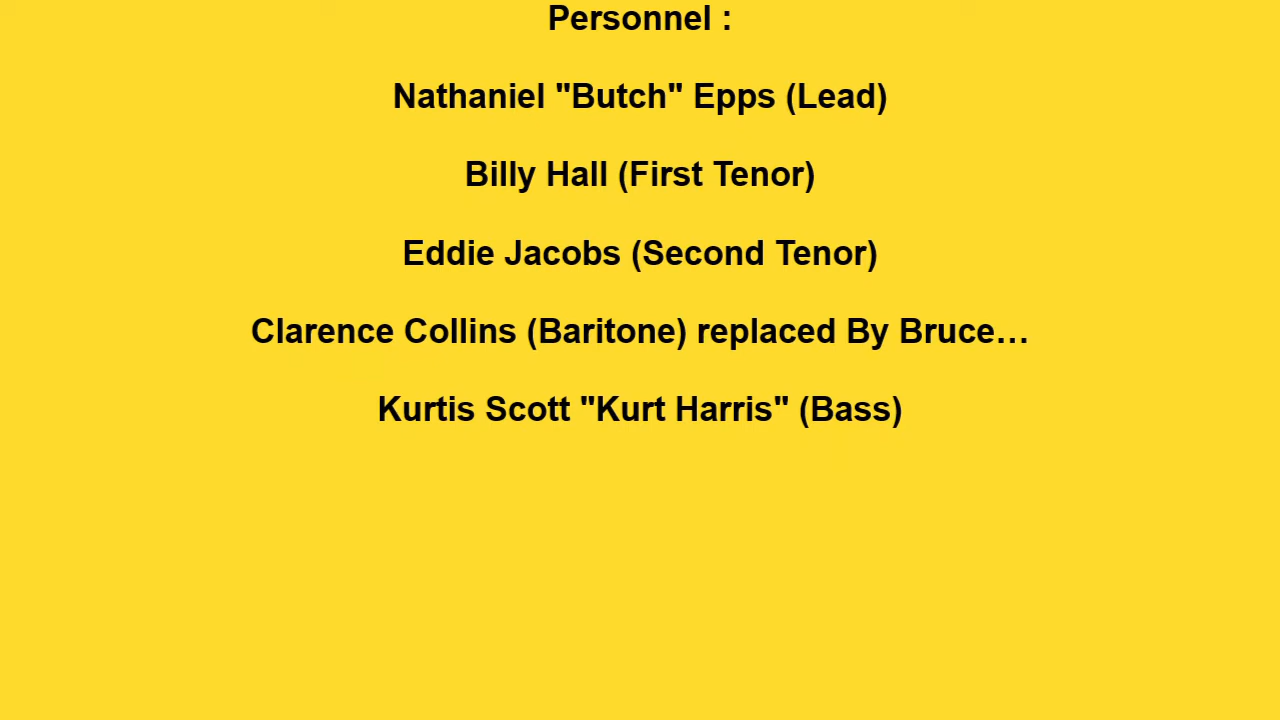 Personnel :
Nathaniel "Butch" Epps (Lead)
Billy Hall (First Tenor)
Eddie Jacobs (Second Tenor)
Clarence Collins (Baritone) replaced By Bruce…
Kurtis Scott "Kurt Harris" (Bass)